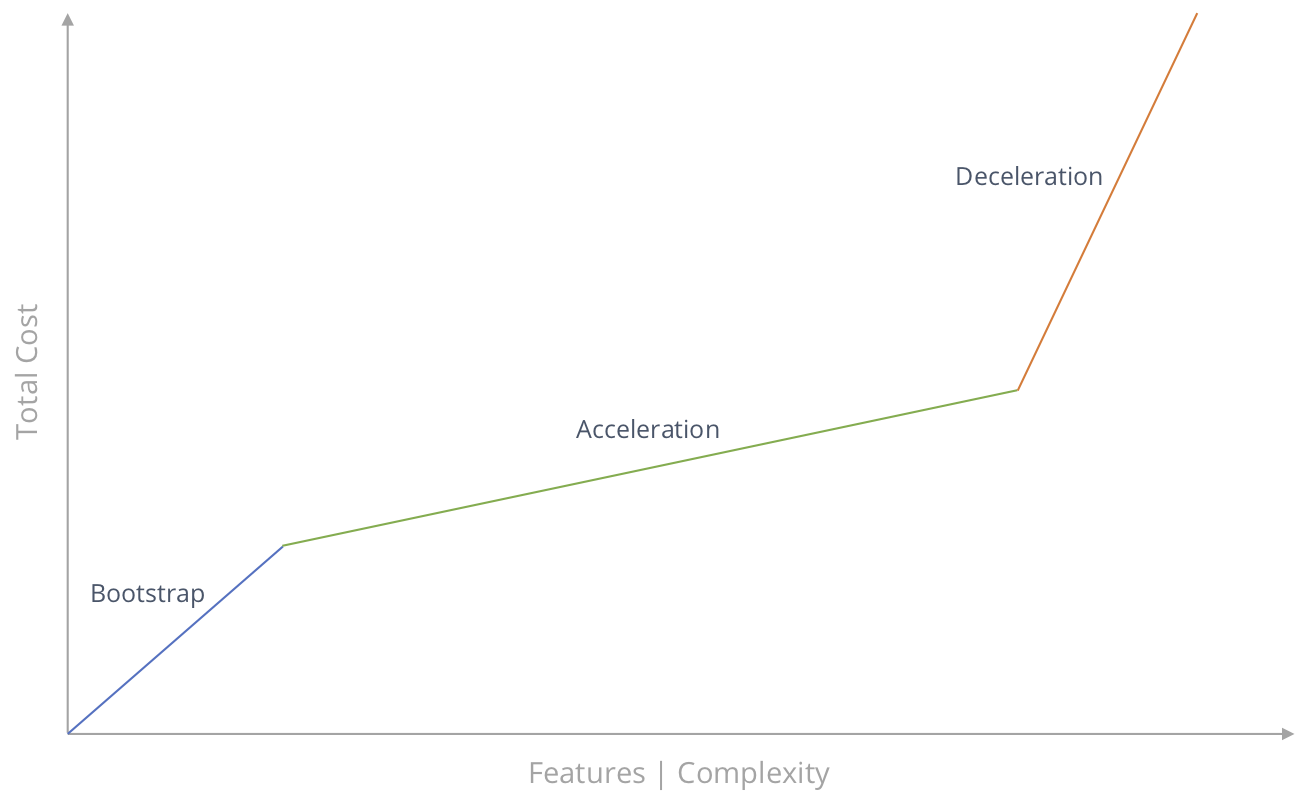 Deceleration
Total Cost
Acceleration
Bootstrap
Features | Complexity